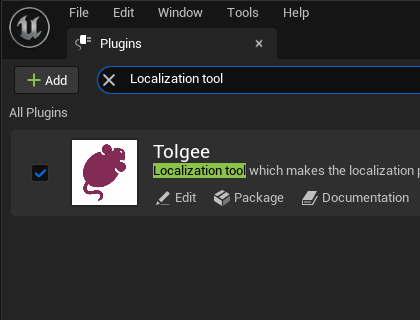 File Edit Window Tools Help
Plugins
Add Localization tool
All Plugins
Tolgee
Localization tool which makes the localization
Edit Package Documentation